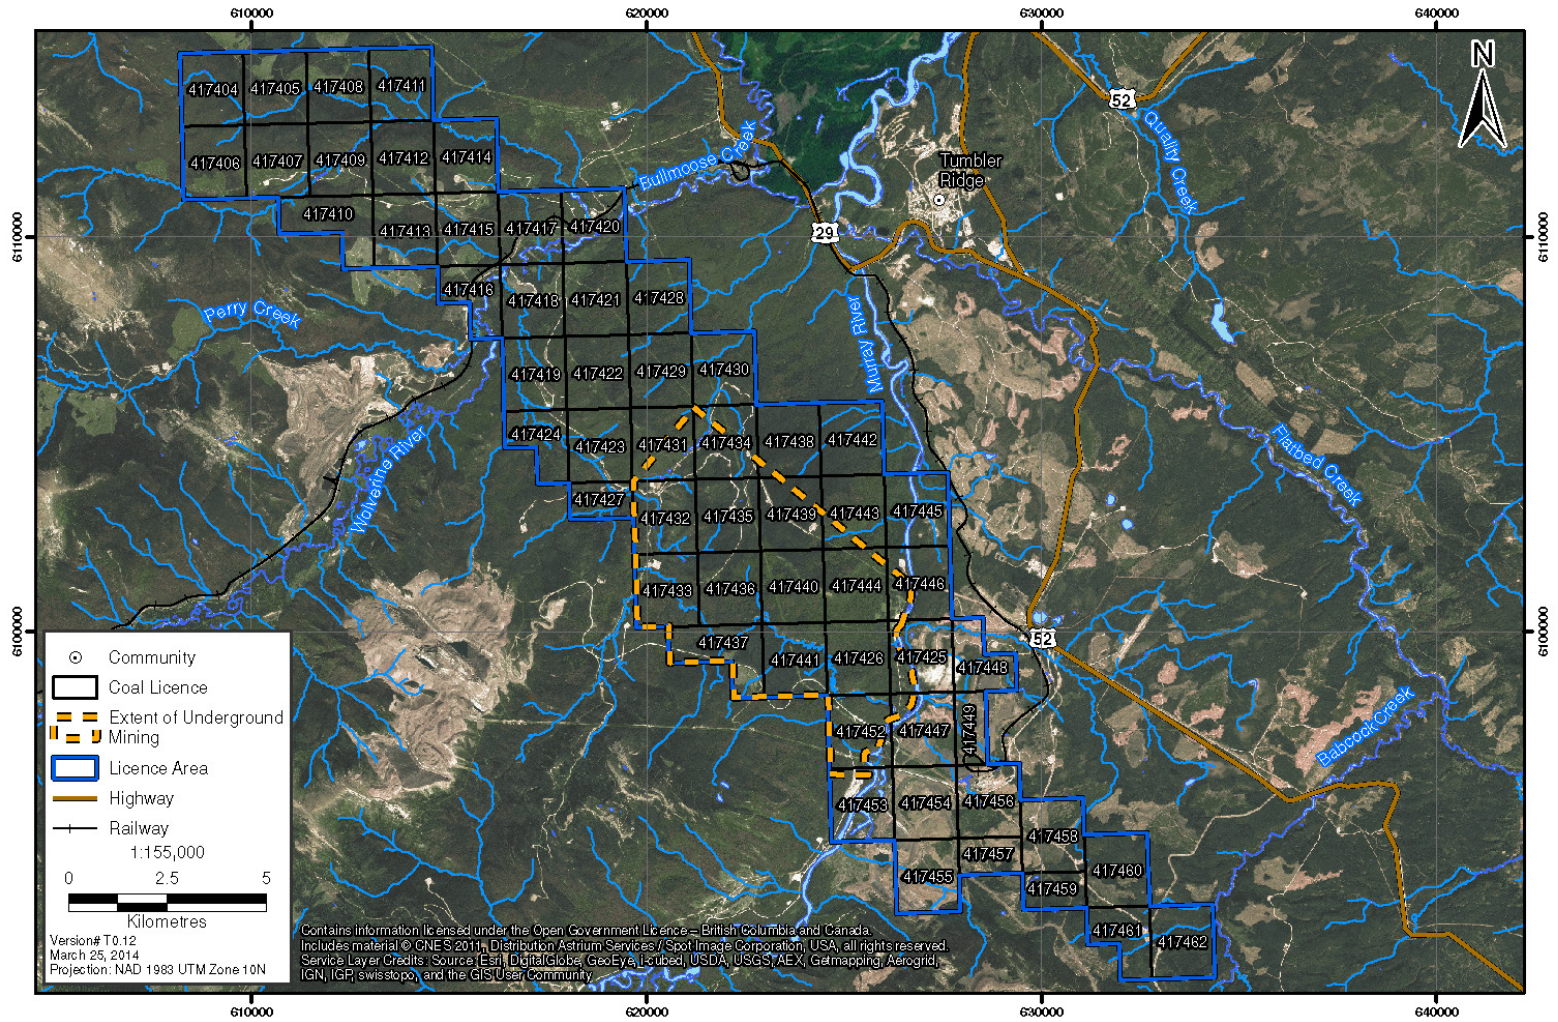 610000 620000 630000 640000
N
52
Quality Creek
Bullmoose Creek
Tumbler
Ridge
29
6110000 6110000
417404 417405 417408 417411
417406 417407 417409 417412 417414
417410 417413 417415 417417 417420
417416 417418 417421 417428
Perry Creek
Murray River
417419 417422 417429 417430
417424 417423 417431 417434 417438 417442
Wolverine River
Flatbed Creek
417427 417432 417435 417439 417443 417445
417433 417436 417440 417444 417446
6100000 6100000
52
417437 417441 417426 417425 417448
417452 417447 417449
Babcock Creek
417453 417454 417456
417458
417457
417455 417459 417460
417461 417462
Community
Coal Licence
Extent of Underground
Mining
Licence Area
Highway
Railway
1:155,000
0 2.5 5
Kilometres
Version# T0.12
March 25, 2014
Projection: NAD 1983 UTM Zone 10N
Contains information licensed under the Open Government Licence – British Columbia and Canada.
Includes material © CNES 2011, Distribution Astrium Services / Spot Image Corporation, USA, all rights reserved.
Service Layer Credits: Source: Esri, DigitalGlobe, GeoEye, i-cubed, USDA, USGS, AEX, Getmapping, Aerogrid,
IGN, IGP, swisstopo, and the GIS User Community
610000 620000 630000 640000